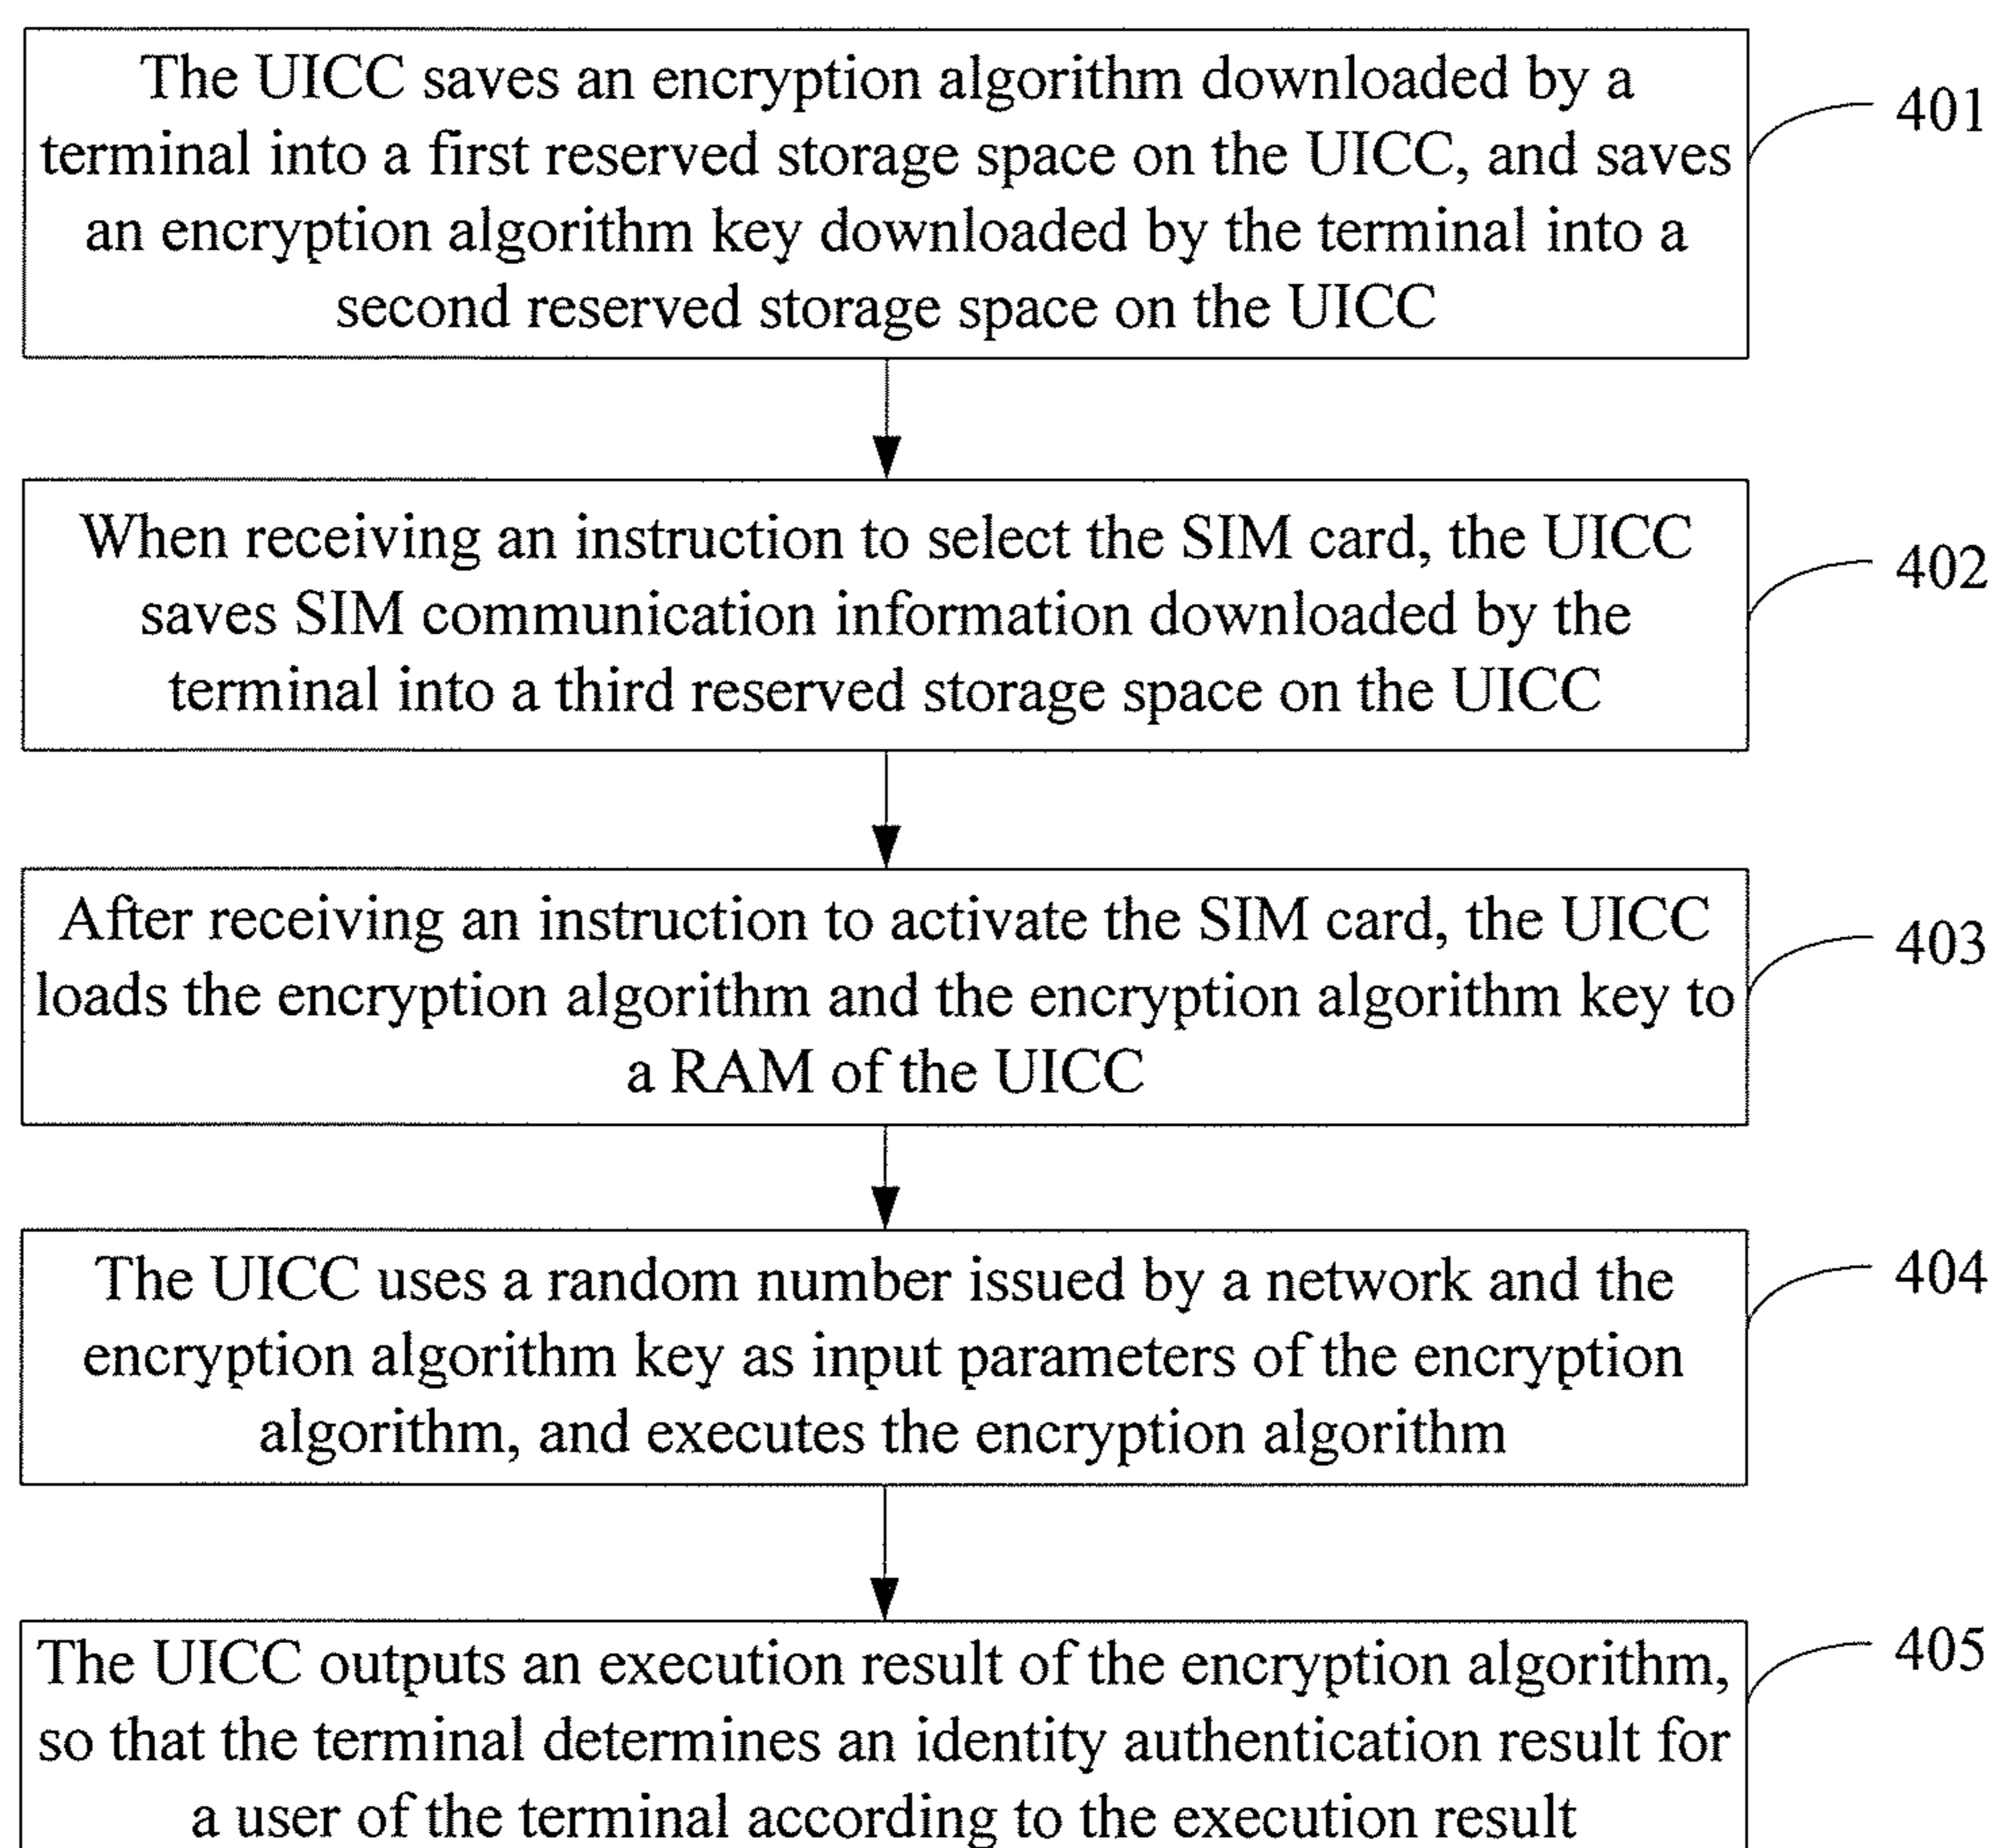 The UICC saves an encryption algorithm downloaded by a
terminal into a first reserved storage space on the UICC, and saves
an encryption algorithm key downloaded by the terminal into a
second reserved storage space on the UICC
401
When receiving an instruction to select the SIM card, the UICC
saves SIM communication information downloaded by the
terminal into a third reserved storage space on the UICC
402
After receiving an instruction to activate the SIM card, the UICC
loads the encryption algorithm and the encryption algorithm key to
a RAM of the UICC
403
The UICC uses a random number issued by a network and the
encryption algorithm key as input parameters of the encryption
algorithm, and executes the encryption algorithm
404
The UICC outputs an execution result of the encryption algorithm,
so that the terminal determines an identity authentication result for
a user of the terminal according to the execution result
405